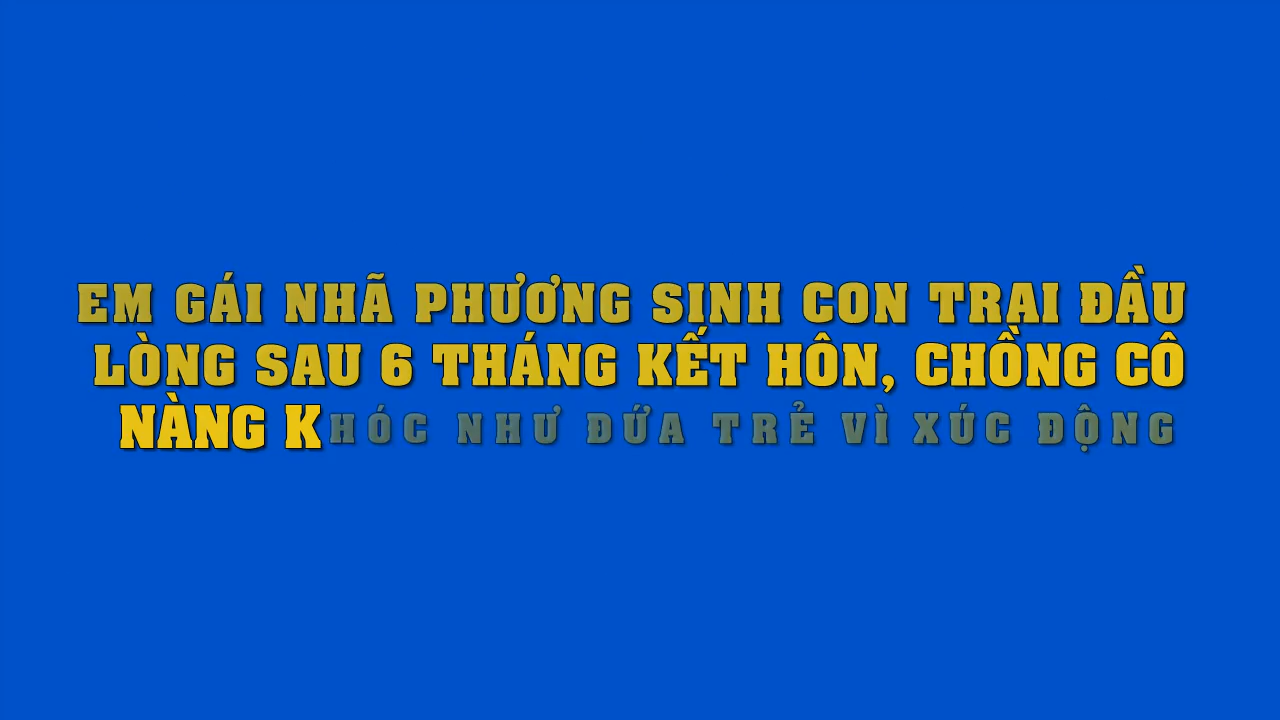 EM GÁI NHÃ PHƯƠNG SINH CON TRAI ĐẦU
LÒNG SAU 6 THÁNG KẾT HÔN, CHỒNG CÔ
NÀNG KHÓC NHƯ ĐỨA TRẺ VÌ XÚC ĐỘNG